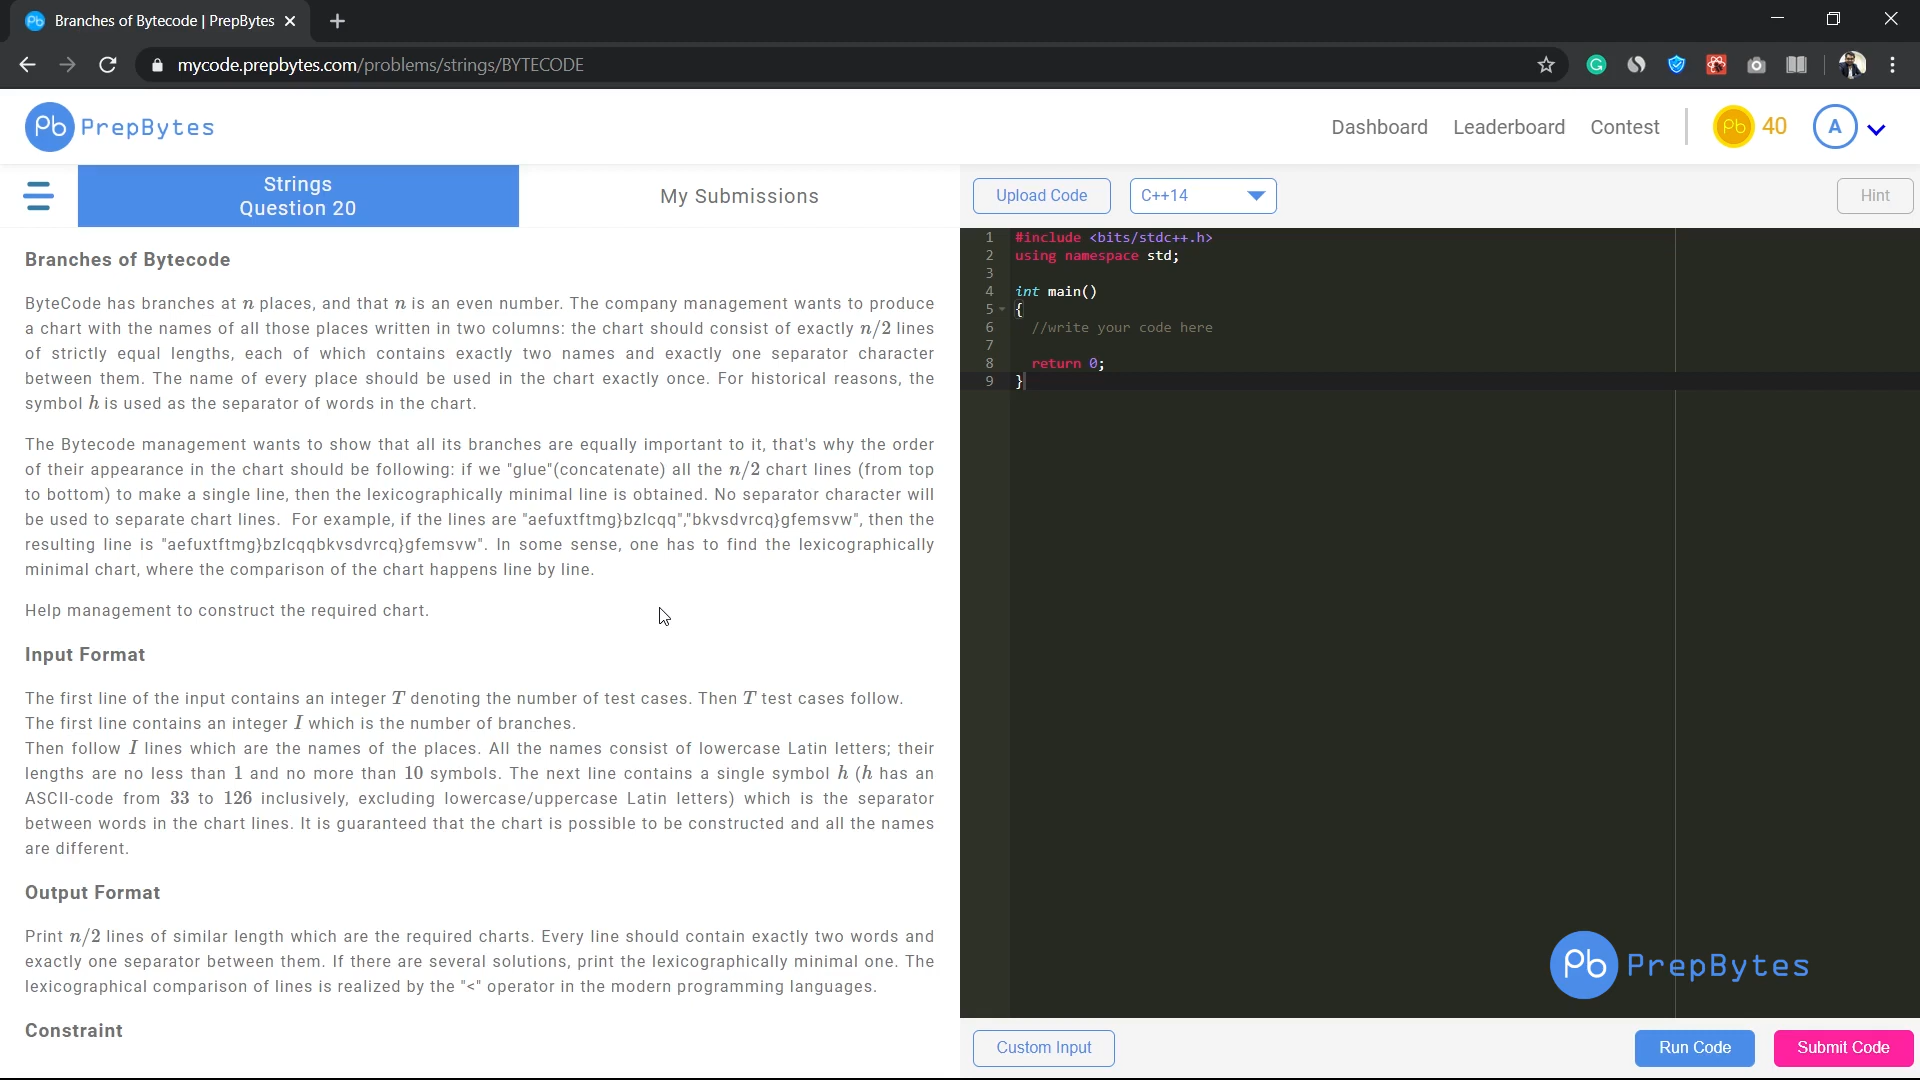 Branches of Bytecode | PrepBytes
mycode.prepbytes.com/problems/strings/BYTECODE
Pb PrepBytes
Dashboard Leaderboard Contest Pb 40 A
Strings
Question 20
My Submissions
Upload Code C++14 Hint
Branches of Bytecode
ByteCode has branches at n places, and that n is an even number. The company management wants to produce
a chart with the names of all those places written in two columns: the chart should consist of exactly n/2 lines
of strictly equal lengths, each of which contains exactly two names and exactly one separator character
between them. The name of every place should be used in the chart exactly once. For historical reasons, the
symbol h is used as the separator of words in the chart.
The Bytecode management wants to show that all its branches are equally important to it, that's why the order
of their appearance in the chart should be following: if we "glue"(concatenate) all the n/2 chart lines (from top
to bottom) to make a single line, then the lexicographically minimal line is obtained. No separator character will
be used to separate chart lines. For example, if the lines are "aefuxtftmg}bzlcqq","bkvsdvrcq}gfemsvw", then the
resulting line is "aefuxtftmg}bzlcqqbkvsdvrcq}gfemsvw". In some sense, one has to find the lexicographically
minimal chart, where the comparison of the chart happens line by line.
Help management to construct the required chart.
Input Format
The first line of the input contains an integer T denoting the number of test cases. Then T test cases follow.
The first line contains an integer I which is the number of branches.
Then follow I lines which are the names of the places. All the names consist of lowercase Latin letters; their
lengths are no less than 1 and no more than 10 symbols. The next line contains a single symbol h (h has an
ASCII-code from 33 to 126 inclusively, excluding lowercase/uppercase Latin letters) which is the separator
between words in the chart lines. It is guaranteed that the chart is possible to be constructed and all the names
are different.
Output Format
Print n/2 lines of similar length which are the required charts. Every line should contain exactly two words and
exactly one separator between them. If there are several solutions, print the lexicographically minimal one. The
lexicographical comparison of lines is realized by the "<" operator in the modern programming languages.
Constraint
1 #include <bits/stdc++.h>
2 using namespace std;
3
4 int main()
5 {
6 //write your code here
7
8 return 0;
9 }
Pb PrepBytes
Custom Input Run Code Submit Code